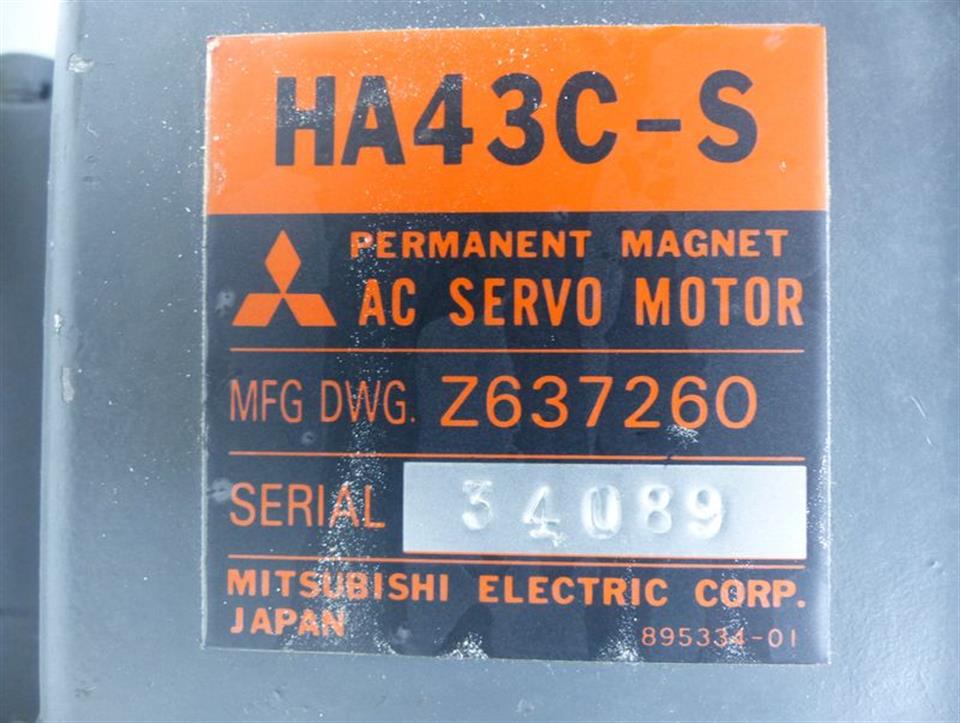 HA43C-S
PERMANENT MAGNET
AC SERVO MOTOR
MFG DWG. Z637260
SERIAL 34089
MITSUBISHI ELECTRIC CORP.
JAPAN
895334-01